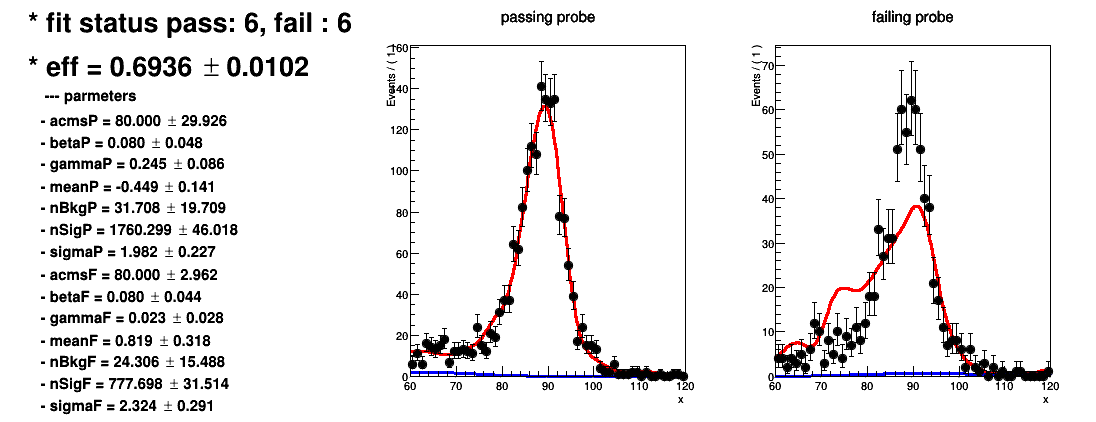 * fit status pass: 6, fail : 6
* eff = 0.6936 ± 0.0102
--- parmeters
- acmsP = 80.000 ± 29.926
- betaP = 0.080 ± 0.048
- gammaP = 0.245 ± 0.086
- meanP = -0.449 ± 0.141
- nBkgP = 31.708 ± 19.709
- nSigP = 1760.299 ± 46.018
- sigmaP = 1.982 ± 0.227
- acmsF = 80.000 ± 2.962
- betaF = 0.080 ± 0.044
- gammaF = 0.023 ± 0.028
- meanF = 0.819 ± 0.318
- nBkgF = 24.306 ± 15.488
- nSigF = 777.698 ± 31.514
- sigmaF = 2.324 ± 0.291
passing probe
Events / ( 1 )
160
140
120
100
80
60
40
20
0
60 70 80 90 100 110 120
x
failing probe
Events / ( 1 )
70
60
50
40
30
20
10
0
60 70 80 90 100 110 120
x